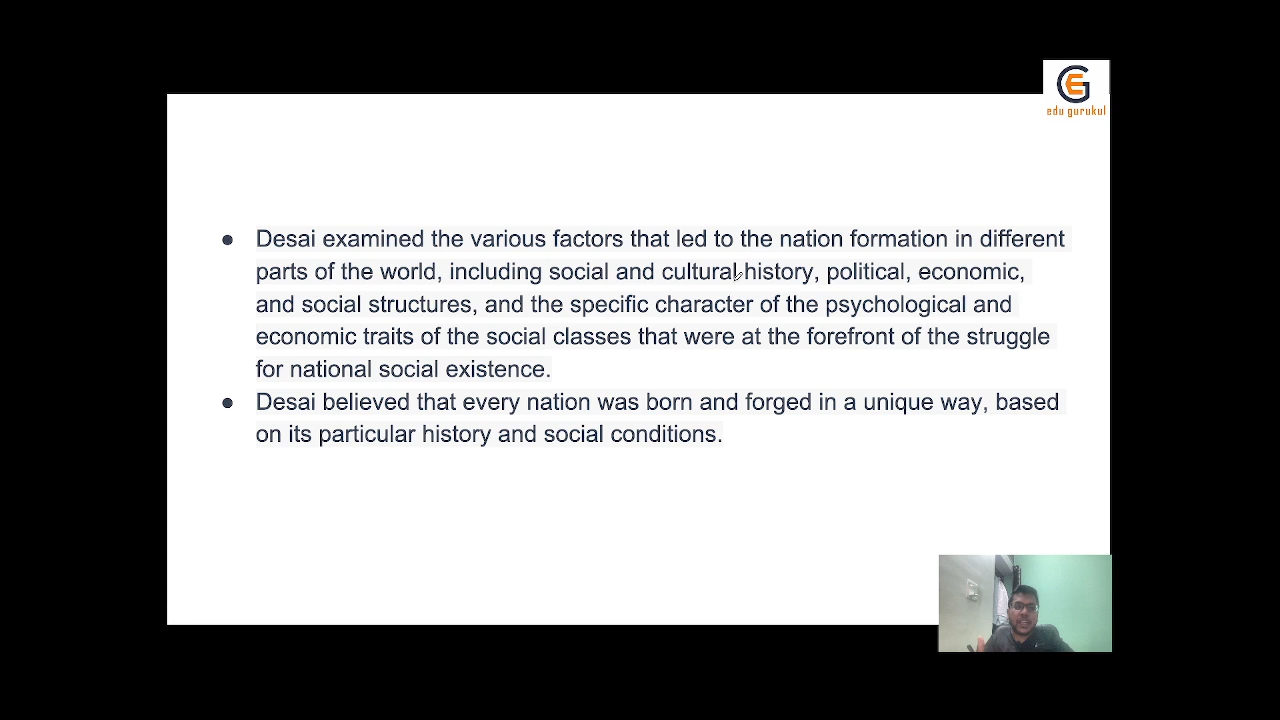 edu gurukul
● Desai examined the various factors that led to the nation formation in different
parts of the world, including social and cultural history, political, economic,
and social structures, and the specific character of the psychological and
economic traits of the social classes that were at the forefront of the struggle
for national social existence.
● Desai believed that every nation was born and forged in a unique way, based
on its particular history and social conditions.